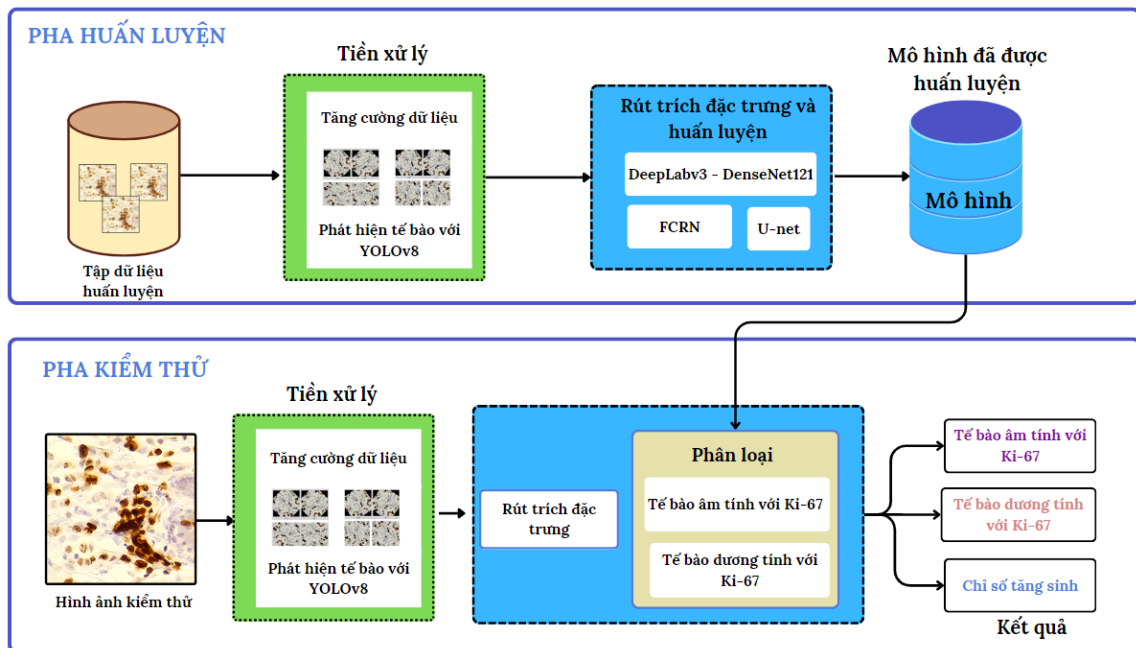 PHA HUẤN LUYỆN
Tiền xử lý
Mô hình đã được
huấn luyện
Tăng cường dữ liệu
Phát hiện tế bào với
YOLOv8
Rút trích đặc trưng và
huấn luyện
DeepLabv3 - DenseNet121
FCRN
U-net
Mô hình
Tập dữ liệu
huấn luyện
PHA KIỂM THỬ
Tiền xử lý
Tăng cường dữ liệu
Phát hiện tế bào với
YOLOv8
Hình ảnh kiểm thử
Rút trích đặc
trưng
Phân loại
Tế bào âm tính với Ki-67
Tế bào dương tính với
Ki-67
Tế bào âm tính với
Ki-67
Tế bào dương tính
với Ki-67
Chỉ số tăng sinh
Kết quả